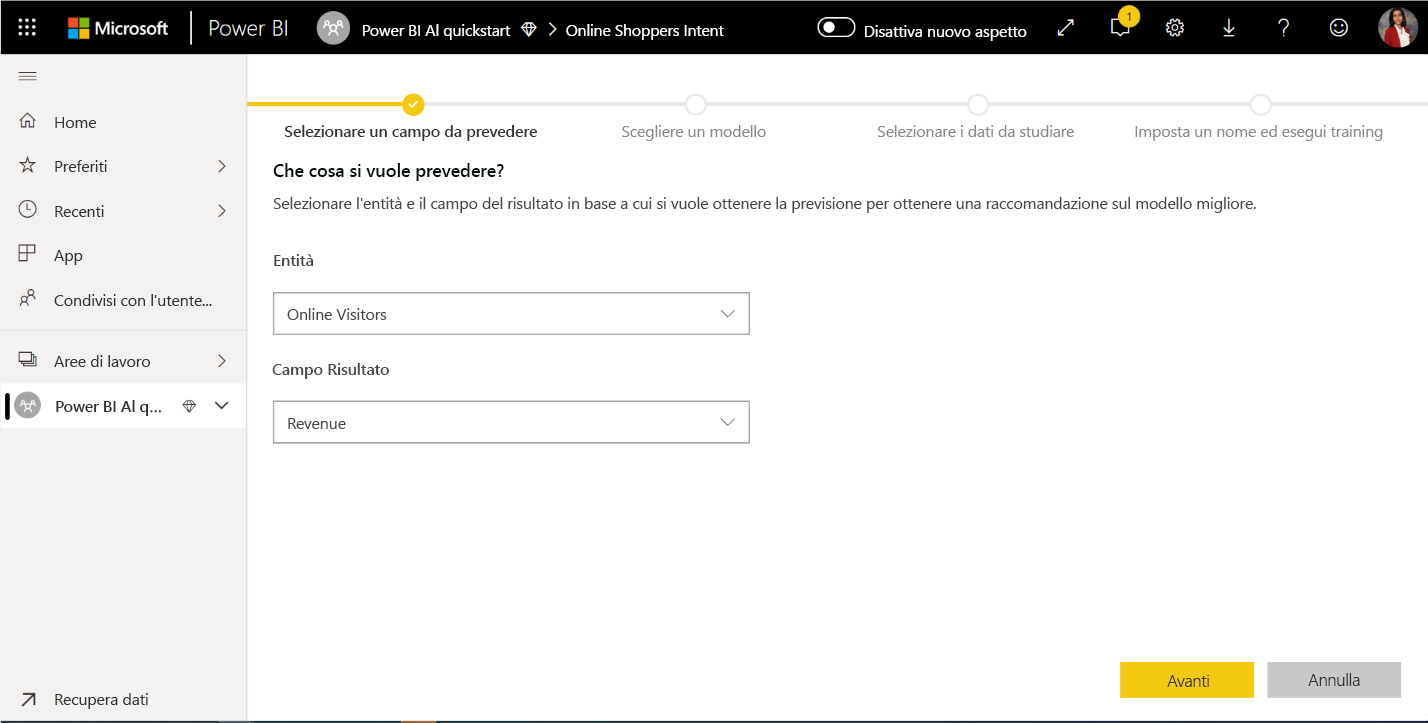 Microsoft
Power BI
Power BI AI quickstart
Online Shoppers Intent
Disattiva nuovo aspetto
1
Home
Preferiti
Recenti
App
Condivisi con l'utente...
Aree di lavoro
Power BI AI q...
Recupera dati
Selezionare un campo da prevedere
Scegliere un modello
Selezionare i dati da studiare
Imposta un nome ed esegui training
Che cosa si vuole prevedere?
Selezionare l'entità e il campo del risultato in base a cui si vuole ottenere la previsione per ottenere una raccomandazione sul modello migliore.
Entità
Online Visitors
Campo Risultato
Revenue
Avanti
Annulla